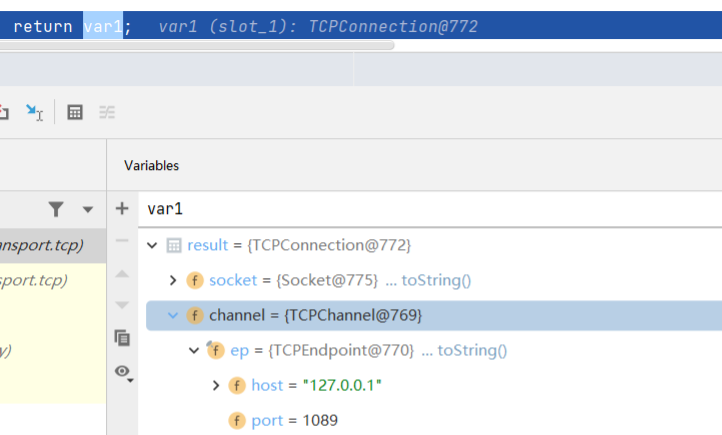 return var1; var1 (slot_1): TCPConnection@772
Variables
var1
nsport.tcp)
result = {TCPConnection@772}
sport.tcp)
f socket = {Socket@775} ... toString()
f channel = {TCPChannel@769}
y)
f ep = {TCPEndpoint@770} ... toString()
f host = "127.0.0.1"
f port = 1089